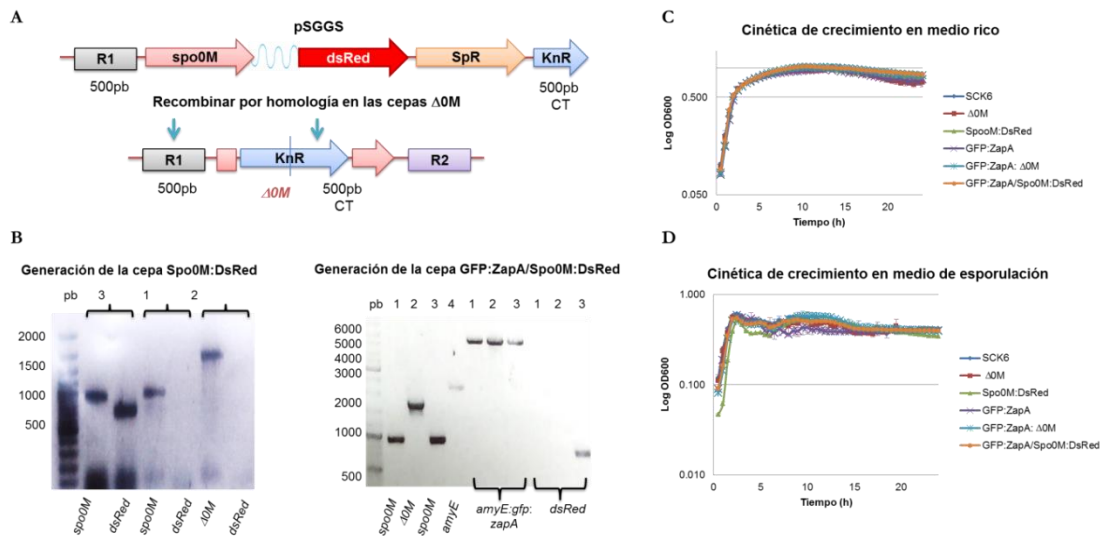 A
pSGGS
R1
spo0M
dsRed
SpR
KnR
500pb
500pb
CT
Recombinar por homología en las cepas Δ0M
R1
KnR
R2
500pb
Δ0M
500pb
CT
B
Generación de la cepa Spo0M:DsRed
pb 3 1 2
2000
1500
1000
500
spo0M
dsRed
spo0M
dsRed
Δ0M
dsRed
Generación de la cepa GFP:ZapA/Spo0M:DsRed
pb 1 2 3 4 1 2 3 1 2 3
6000
5000
4000
3000
2000
1000
500
spo0M
Δ0M
spo0M
amyE
amyE:gfp:
zapA
dsRed
C
Cinética de crecimiento en medio rico
Log OD600
0.500
0.050
0 5 10 15 20
Tiempo (h)
SCK6
Δ0M
SpooM:DsRed
GFP:ZapA
GFP:ZapA: Δ0M
GFP:ZapA/Spo0M:DsRed
D
Cinética de crecimiento en medio de esporulación
Log OD600
1.000
0.100
0.010
0 5 10 15 20
Tiempo (h)
SCK6
Δ0M
Spo0M:DsRed
GFP:ZapA
GFP:ZapA: Δ0M
GFP:ZapA/Spo0M:DsRed